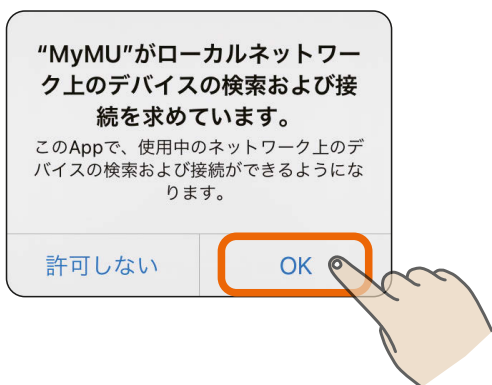 “MyMU”がローカルネットワー
ク上のデバイスの検索および接
続を求めています。
このAppで、使用中のネットワーク上のデ
バイスの検索および接続ができるようにな
ります。
許可しない
OK